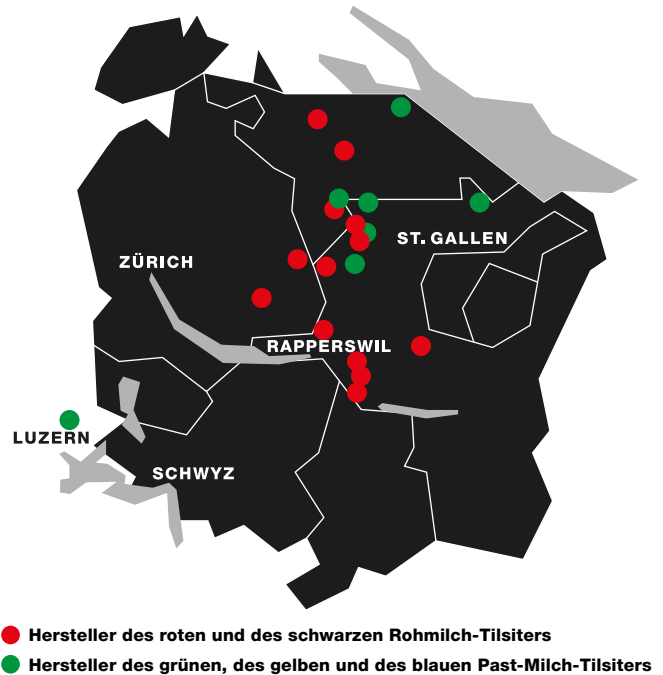 ST. GALLEN
ZÜRICH
RAPPERSWIL
LUZERN
SCHWYZ
Hersteller des roten und des schwarzen Rohmilch-Tilsiters
Hersteller des grünen, des gelben und des blauen Past-Milch-Tilsiters